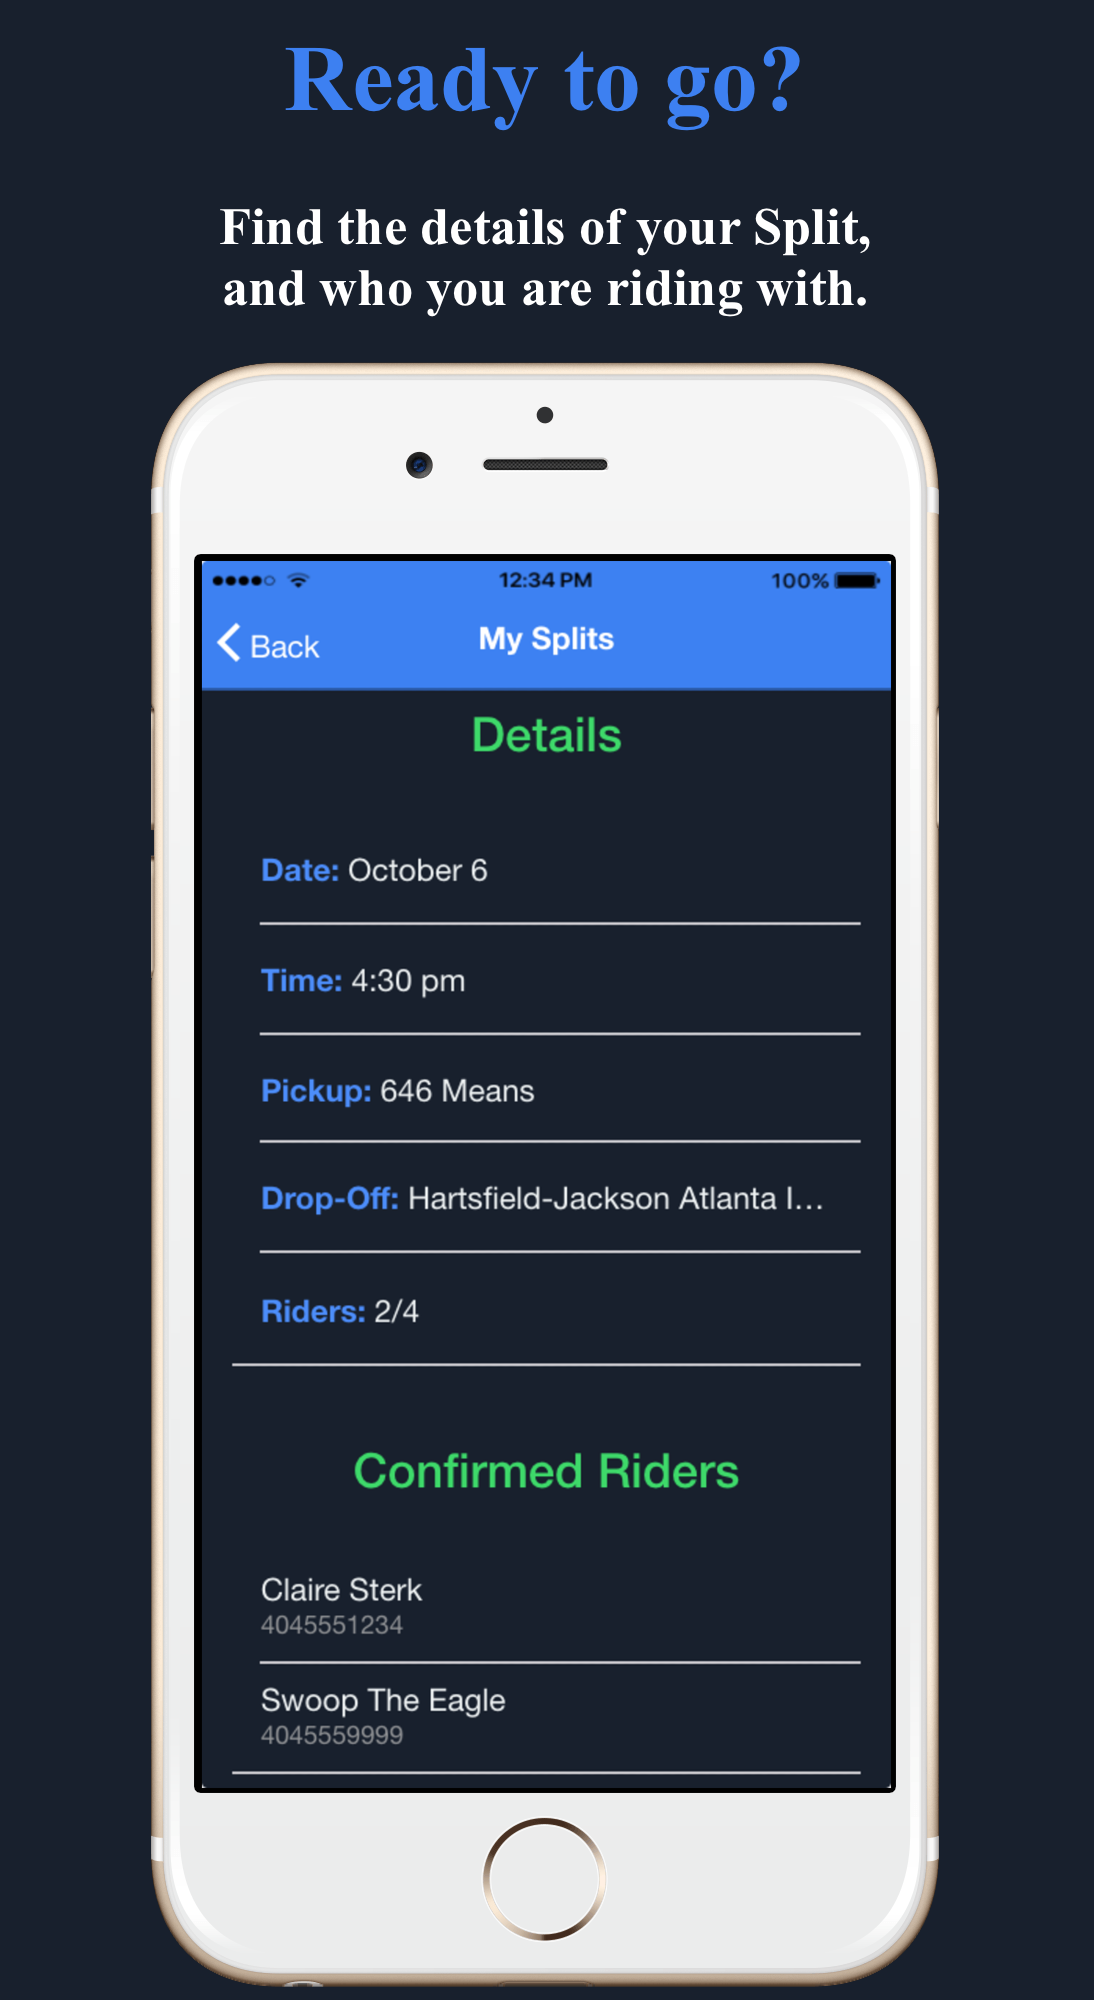 Ready to go?
Find the details of your Split,
and who you are riding with.
12:34 PM
100%
Back
My Splits
Details
Date: October 6
Time: 4:30 pm
Pickup: 646 Means
Drop-Off: Hartsfield-Jackson Atlanta I...
Riders: 2/4
Confirmed Riders
Claire Sterk
4045551234
Swoop The Eagle
4045559999